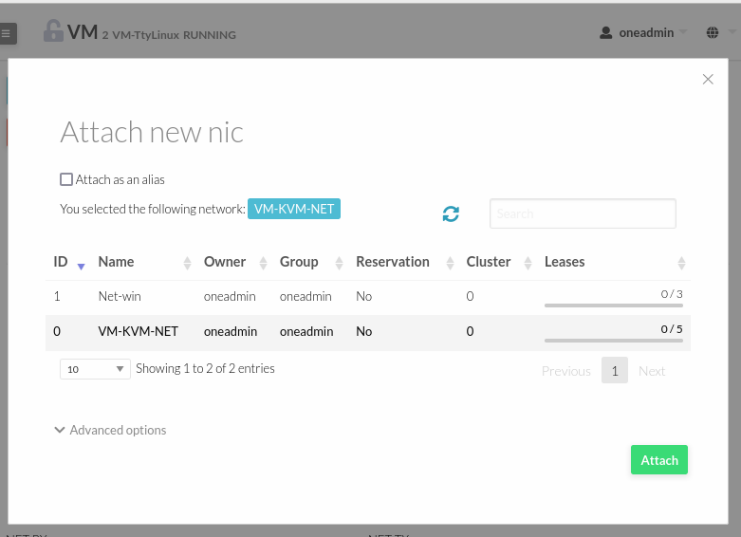 VM 2 VM-TtyLinux RUNNING oneadmin
Attach new nic
Attach as an alias
You selected the following network: VM-KVM-NET Search
ID Name Owner Group Reservation Cluster Leases
1 Net-win oneadmin oneadmin No 0 0 / 3
0 VM-KVM-NET oneadmin oneadmin No 0 0 / 5
10 Showing 1 to 2 of 2 entries Previous 1 Next
Advanced options
Attach